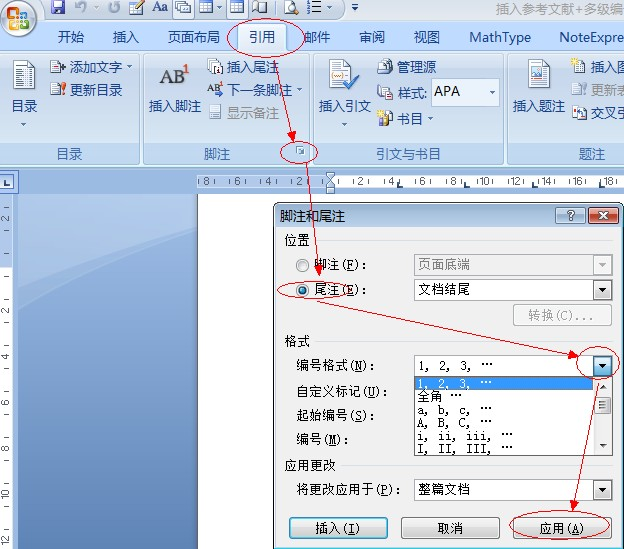 插入参考文献+多级编
开始 插入 页面布局 引用 邮件 审阅 视图 MathType NoteExpre
目录
添加文字
更新目录
目录
AB¹
插入脚注
插入尾注
下一条脚注
显示备注
脚注
插入引文
管理源
样式: APA
书目
引文与书目
插入题注
插入
更新表
交叉引
题注
8 6 4 2 2 4 6 8 10 12 14 16 18
2
2
4
6
8
10
12
脚注和尾注
位置
脚注(F): 页面底端
尾注(E): 文档结尾
转换(C)...
格式
编号格式(N): 1, 2, 3, …
1, 2, 3, …
全角 …
a, b, c, …
A, B, C, …
i, ii, iii, …
I, II, III, …
自定义标记(U):
起始编号(S):
编号(M):
应用更改
将更改应用于(P): 整篇文档
插入(I) 取消 应用(A)